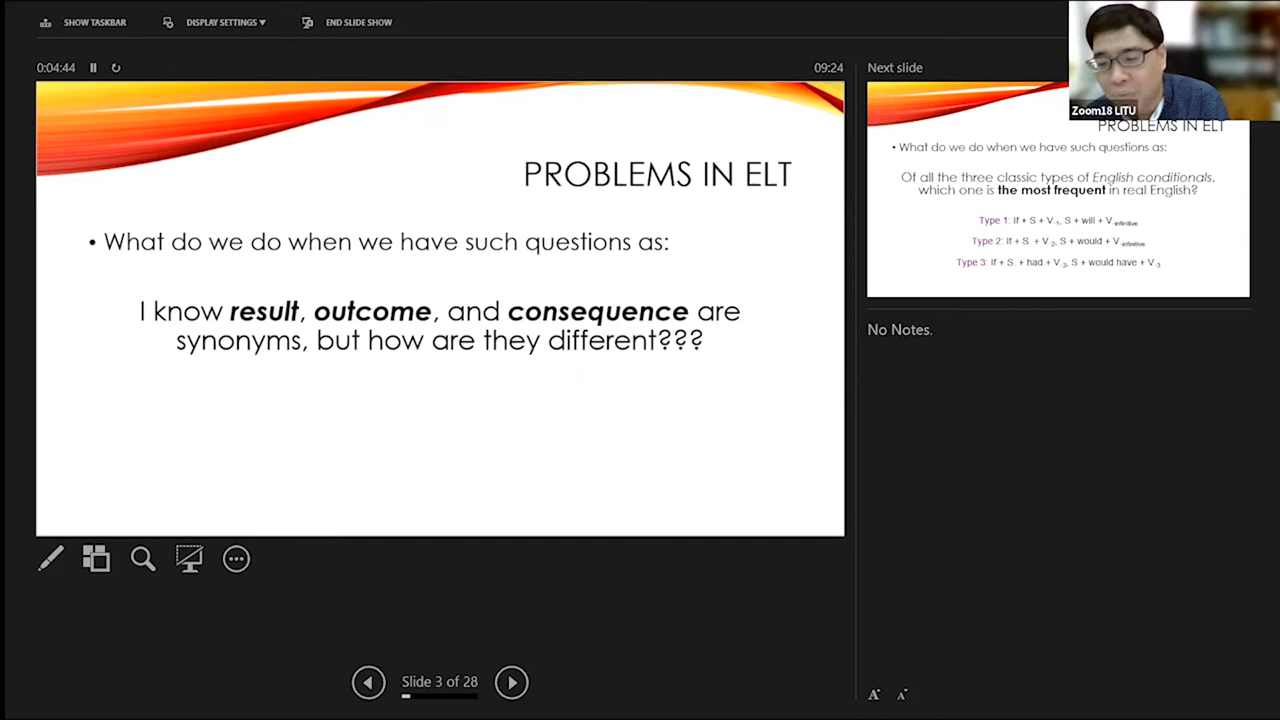 SHOW TASKBAR
DISPLAY SETTINGS ▼
END SLIDE SHOW
0:04:44
09:24
PROBLEMS IN ELT
• What do we do when we have such questions as:
I know result, outcome, and consequence are
synonyms, but how are they different???
Slide 3 of 28
Next slide
Zoom18 LITU
PROBLEMS IN ELT
• What do we do when we have such questions as:
Of all the three classic types of English conditionals,
which one is the most frequent in real English?
Type 1: If + S + V-1, S + will + V-infinitive
Type 2: If + S. + V-2, S + would + V-infinitive
Type 3: If + S. + had + V-3, S + would have + V-3
No Notes.
A A